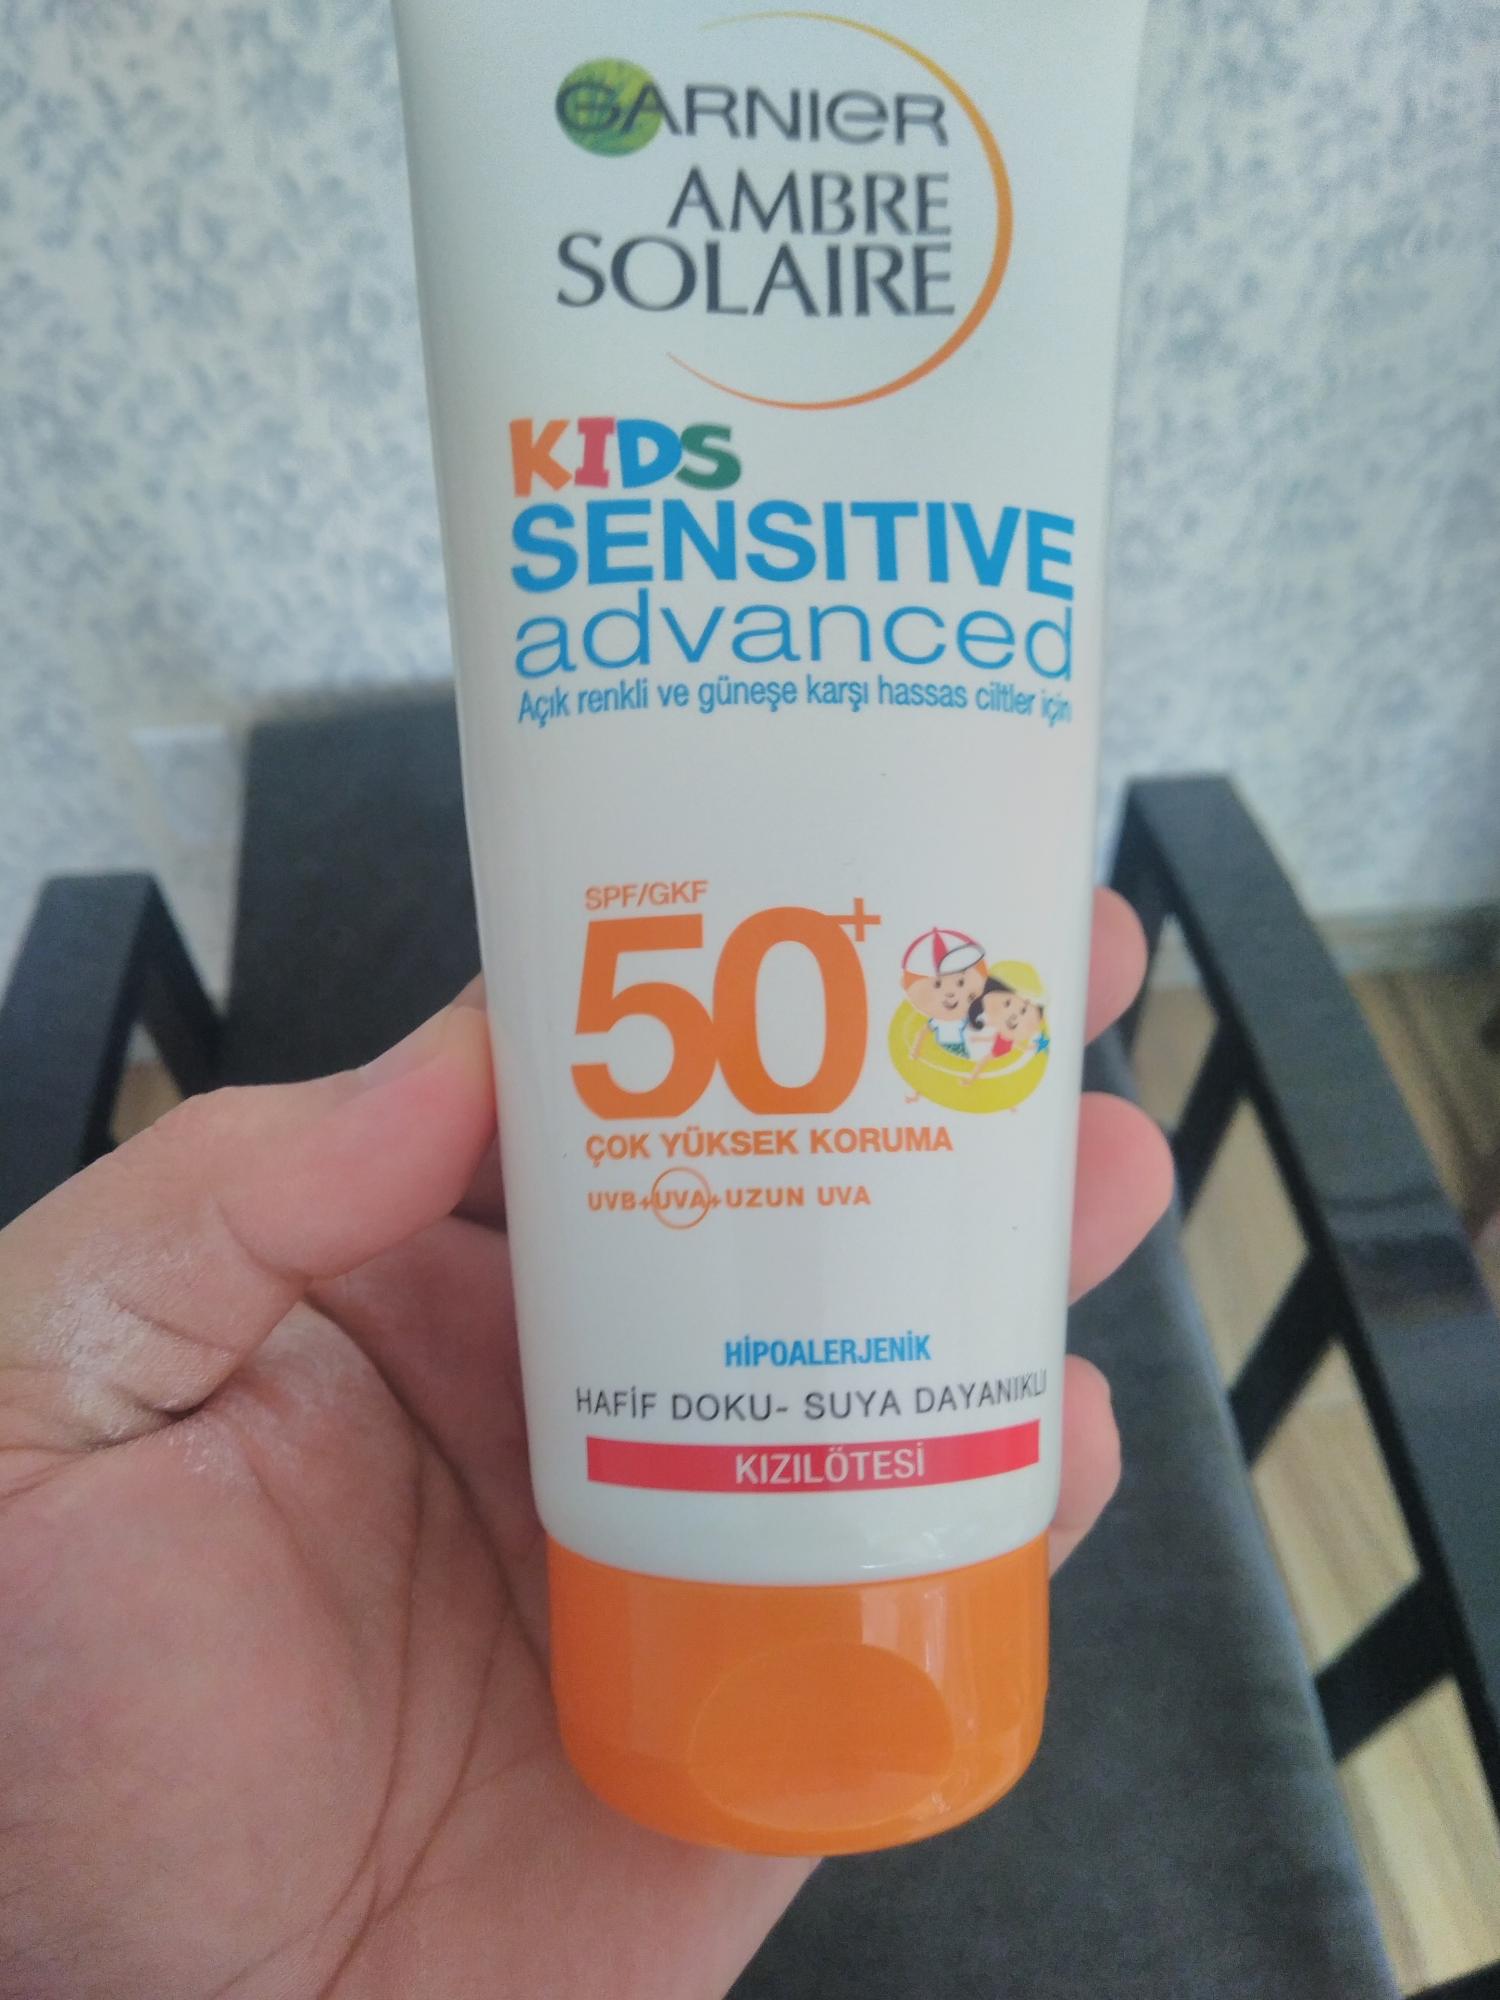 GARNIER
AMBRE
SOLAIRE
KIDS
SENSITIVE
advanced
Açık renkli ve güneşe karşı hassas ciltler için
SPF/GKF
50+
ÇOK YÜKSEK KORUMA
UVB+UVA+UZUN UVA
HİPOALERJENİK
HAFİF DOKU- SUYA DAYANIKLI
KIZILÖTESİ